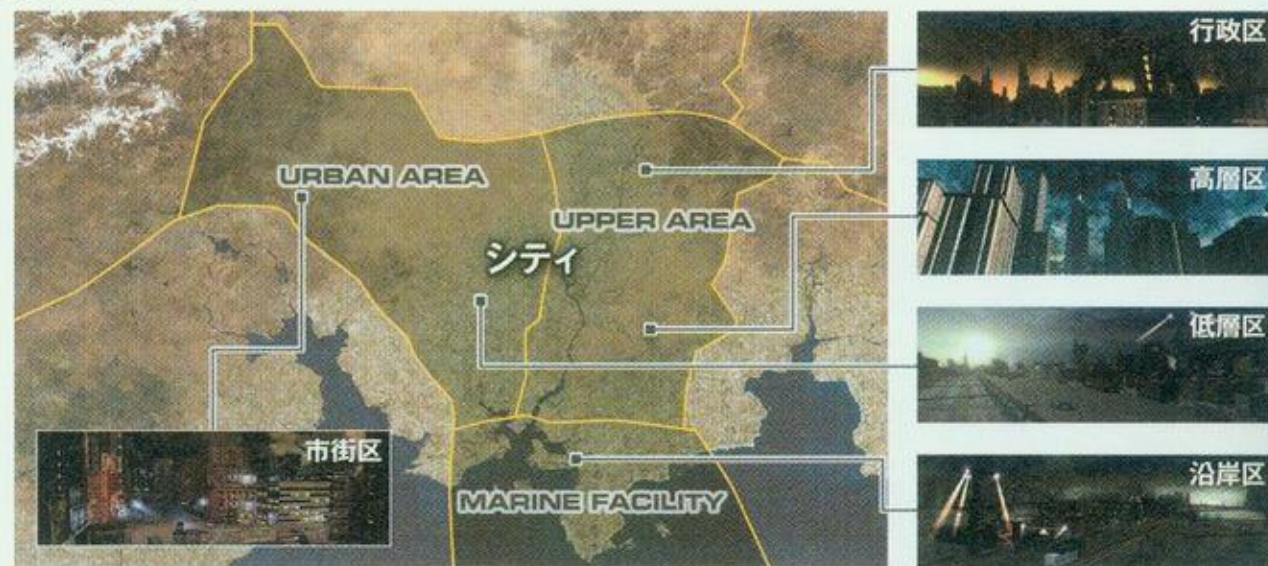 行政区
高層区
URBAN AREA
UPPER AREA
シティ
低層区
市街区
沿岸区
MARINE FACILITY